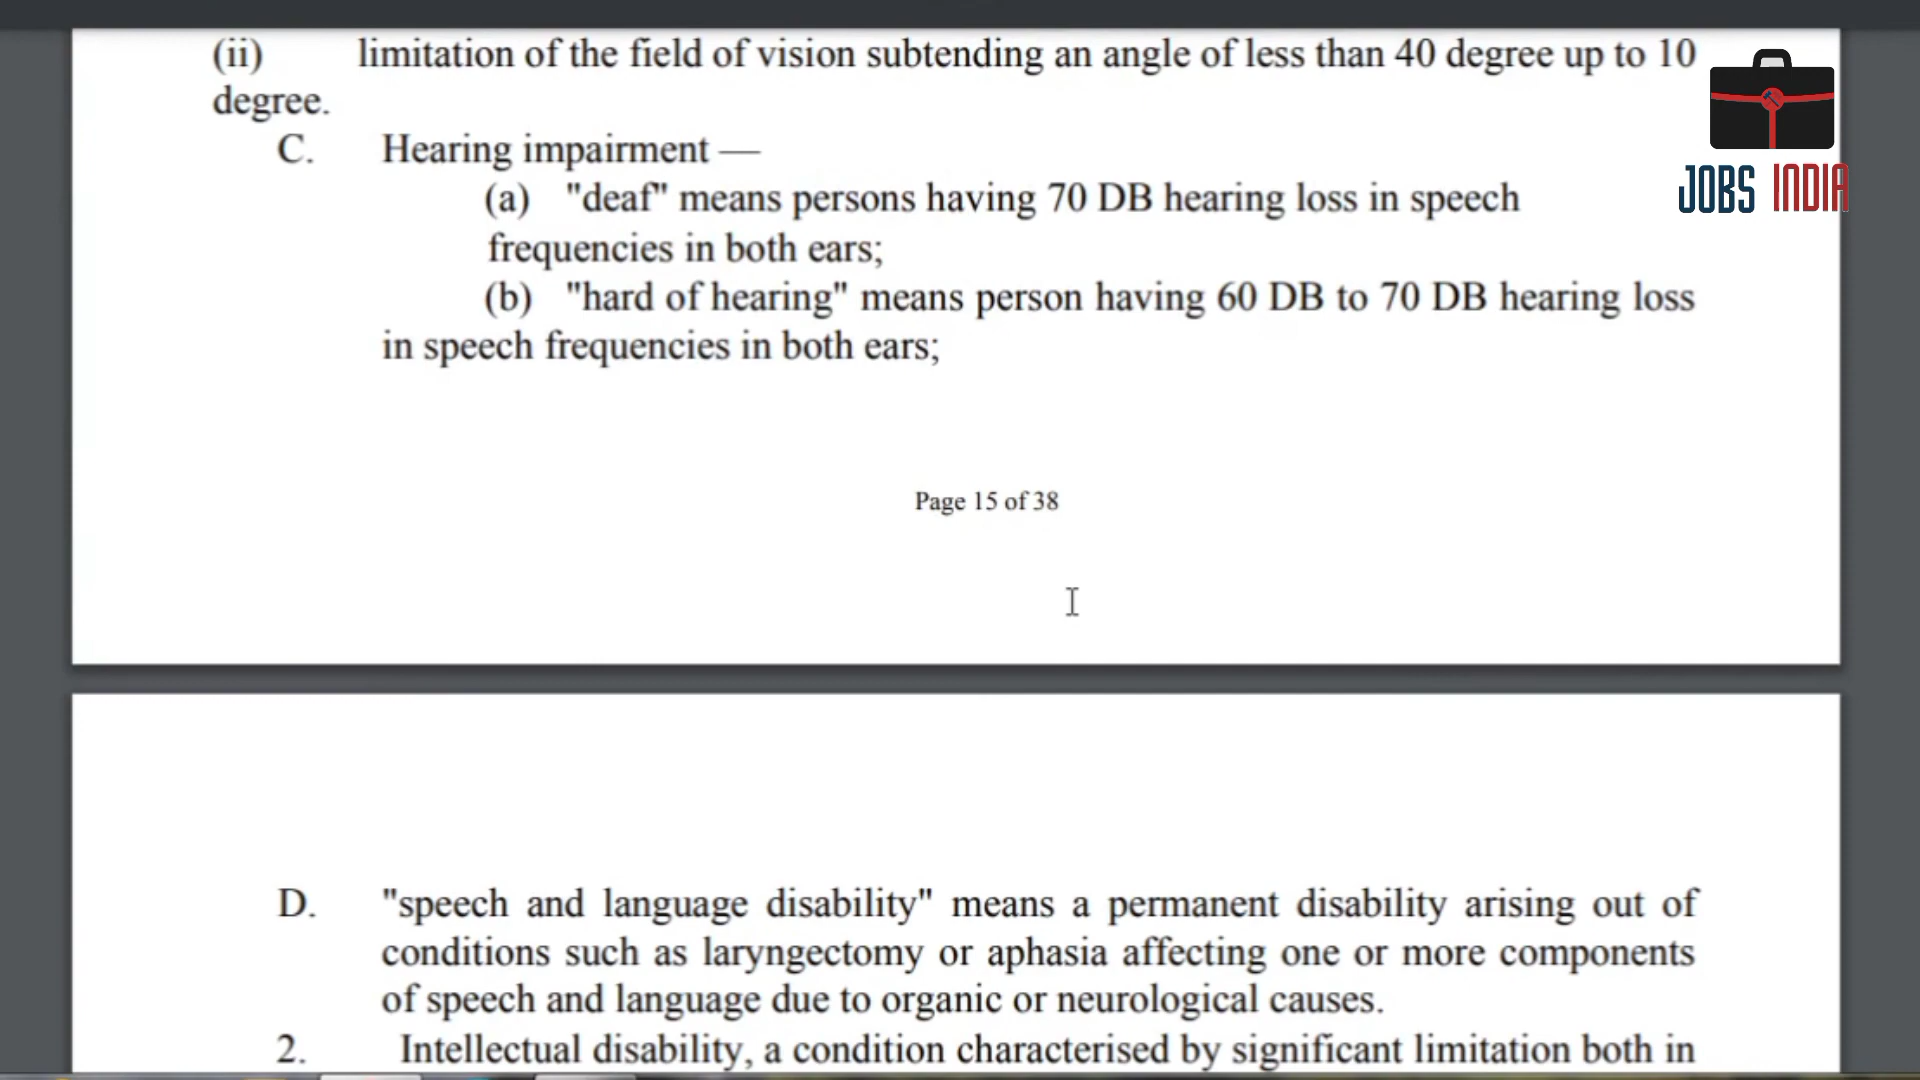 (ii) limitation of the field of vision subtending an angle of less than 40 degree up to 10
degree.
C. Hearing impairment —
(a) "deaf" means persons having 70 DB hearing loss in speech
frequencies in both ears;
(b) "hard of hearing" means person having 60 DB to 70 DB hearing loss
in speech frequencies in both ears;
JOBS INDIA
Page 15 of 38
D. "speech and language disability" means a permanent disability arising out of
conditions such as laryngectomy or aphasia affecting one or more components
of speech and language due to organic or neurological causes.
2. Intellectual disability, a condition characterised by significant limitation both in